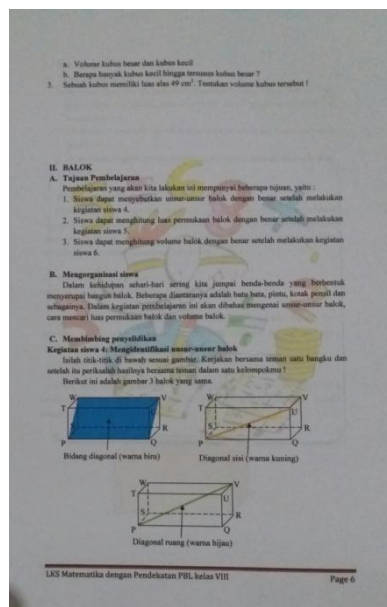 a. Volume kubus besar dan kubus kecil
b. Berapa banyak kubus kecil hingga tersusun kubus besar ?
3. Sebuah kubus memiliki luas alas 49 cm². Tentukan volume kubus tersebut !
II. BALOK
A. Tujuan Pembelajaran
Pembelajaran yang akan kita lakukan ini mempunyai beberapa tujuan, yaitu :
1. Siswa dapat menyebutkan unsur-unsur balok dengan benar setelah melakukan
kegiatan siswa 4.
2. Siswa dapat menghitung luas permukaan balok dengan benar setelah melakukan
kegiatan siswa 5.
3. Siswa dapat menghitung volume balok dengan benar setelah melakukan kegiatan
siswa 6.
B. Mengorganisasi siswa
Dalam kehidupan sehari-hari sering kita jumpai benda-benda yang berbentuk
menyerupai bangun balok. Beberapa diantaranya adalah batu bata, pintu, kotak pensil dan
sebagainya. Dalam kegiatan pembelajaran ini akan dibahas mengenai unsur-unsur balok,
cara mencari luas permukaan balok dan volume balok.
C. Membimbing penyelidikan
Kegiatan siswa 4: Mengidentifikasi unsur-unsur balok
Isilah titik-titik di bawah sesuai gambar. Kerjakan bersama teman satu bangku dan
setelah itu periksalah hasilnya bersama teman dalam satu kelompokmu !
Berikut ini adalah gambar 3 balok yang sama.
W V
T U
S R
P Q
Bidang diagonal (warna biru)
W V
T U
S R
P Q
Diagonal sisi (warna kuning)
W V
T U
S R
P Q
Diagonal ruang (warna hijau)
LKS Matematika dengan Pendekatan PBL kelas VIII
Page 6